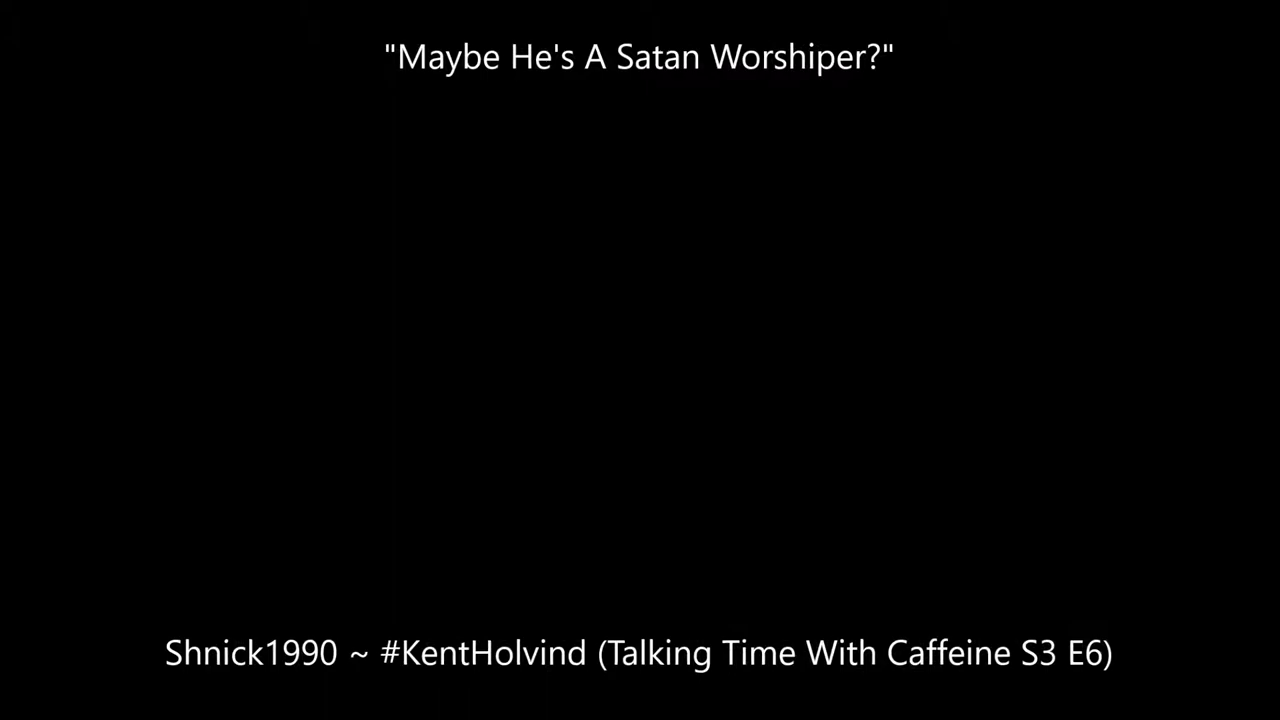 "Maybe He's A Satan Worshiper?"
Shnick1990 ~ #KentHolvind (Talking Time With Caffeine S3 E6)